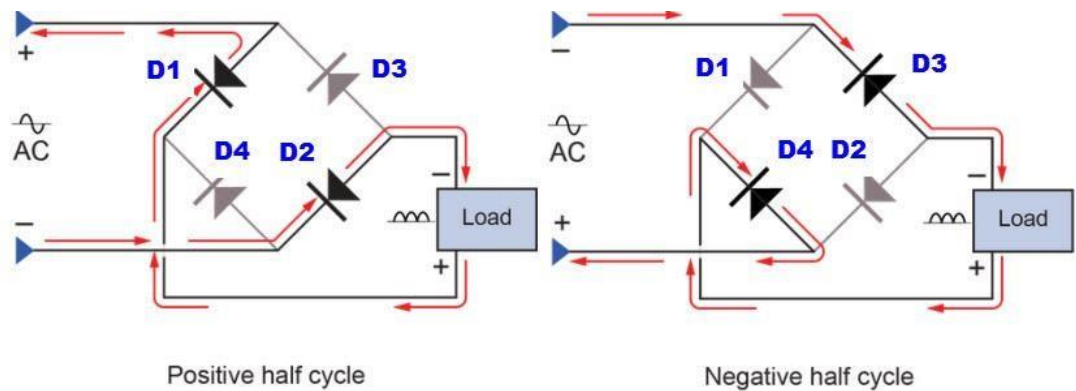 +
D1
D3
AC
D4
D2
−
−
Load
+
Positive half cycle
−
D1
D3
AC
D4
D2
−
+
Load
+
Negative half cycle